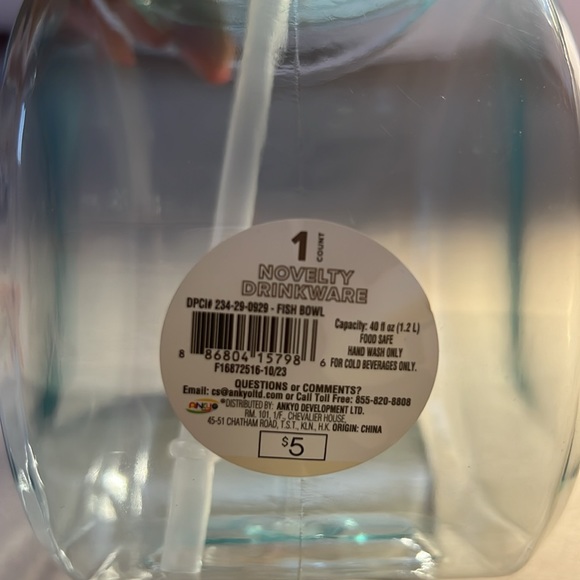 1 COUNT
NOVELTY
DRINKWARE
DPCI# 234-29-0929 - FISH BOWL
Capacity: 40 fl oz (1.2 L)
FOOD SAFE
HAND WASH ONLY
FOR COLD BEVERAGES ONLY.
8 86804 15798 6
F16872516-10/23
QUESTIONS or COMMENTS?
Email: cs@ankyoltd.com or Call Toll Free: 855-820-8808
ANKYO ®DISTRIBUTED BY: ANKYO DEVELOPMENT LTD.
RM. 101, 1/F., CHEVALIER HOUSE,
45-51 CHATHAM ROAD, T.S.T., KLN., H.K. ORIGIN: CHINA
$5